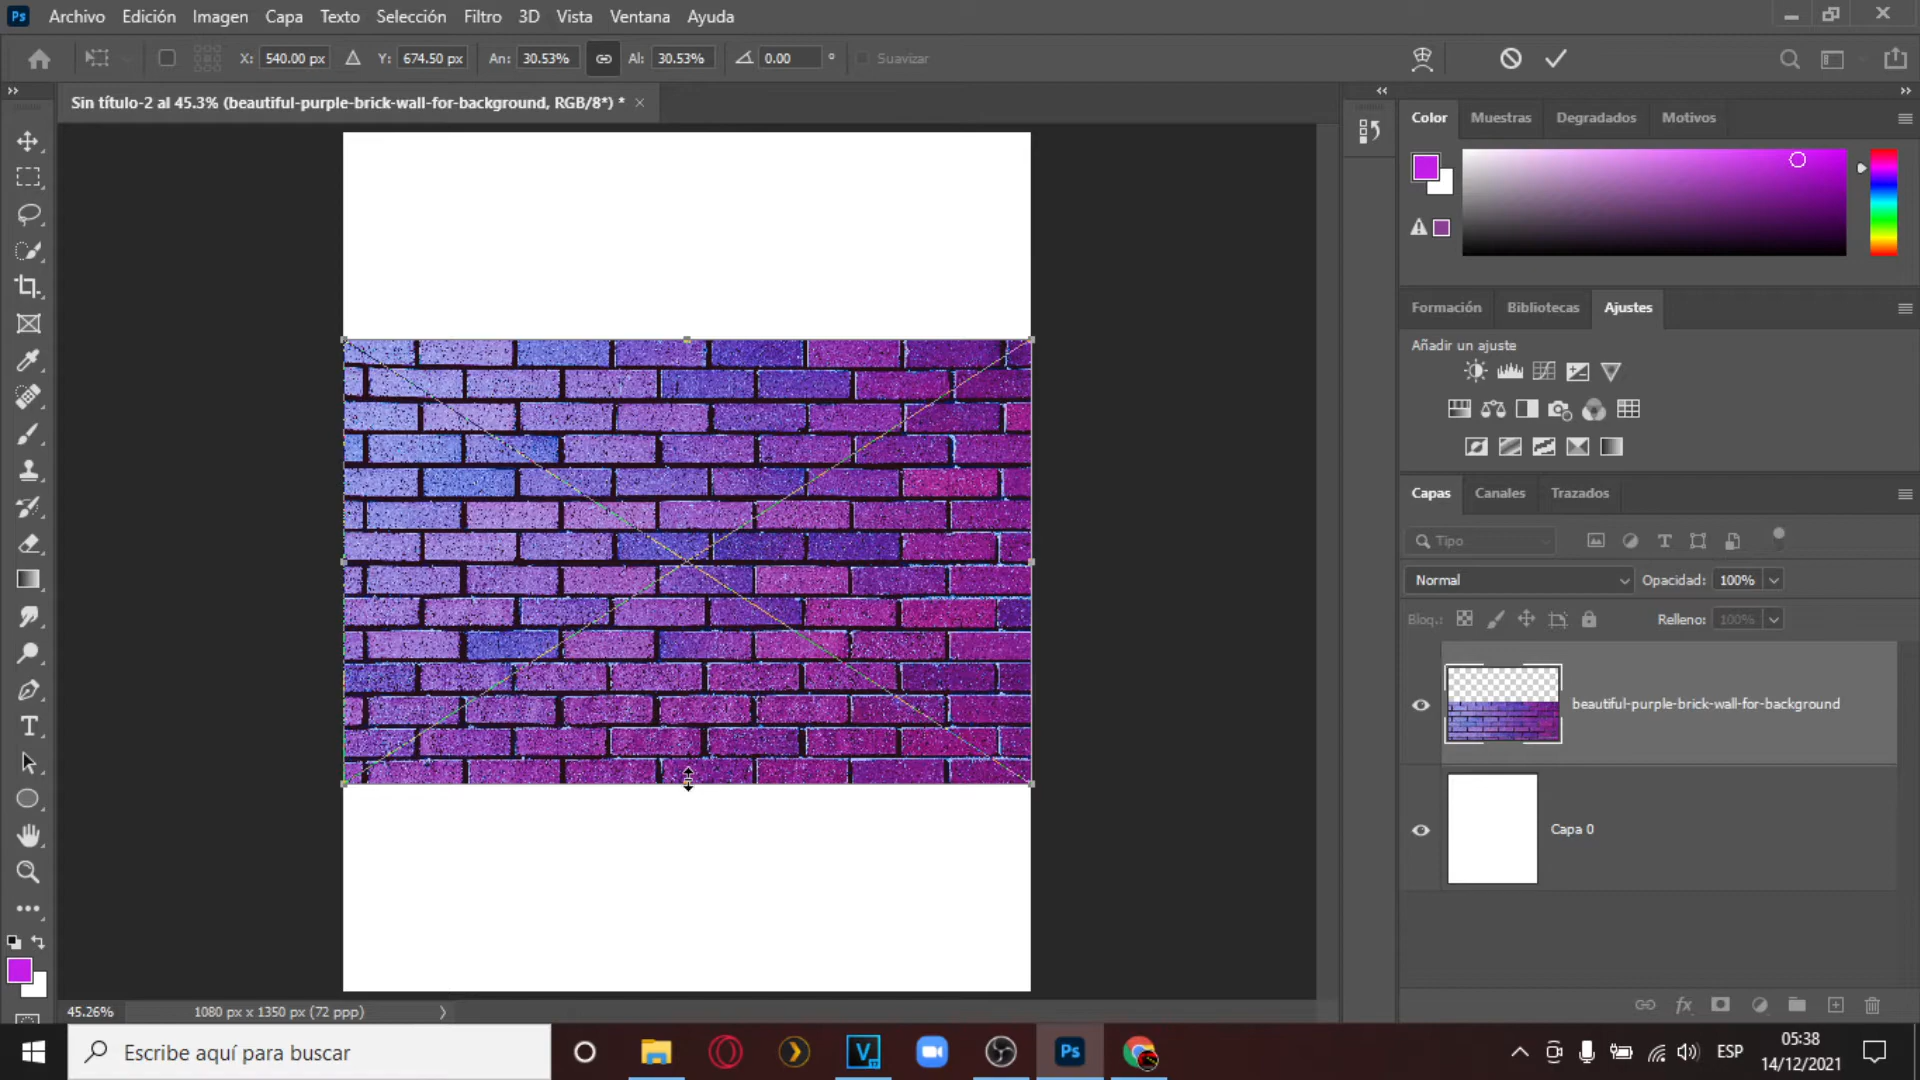 Ps Archivo Edición Imagen Capa Texto Selección Filtro 3D Vista Ventana Ayuda
X: 540.00 px Y: 674.50 px An: 30.53% Al: 30.53% 0.00 ° Suavizar
Sin título-2 al 45.3% (beautiful-purple-brick-wall-for-background, RGB/8*) * ×
Color Muestras Degradados Motivos
Formación Bibliotecas Ajustes
Añadir un ajuste
Capas Canales Trazados
Tipo
Normal Opacidad: 100%
Bloq.: Relleno: 100%
beautiful-purple-brick-wall-for-background
Capa 0
45.26% 1080 px x 1350 px (72 ppp)
Escribe aquí para buscar
Ps
ESP
05:38
14/12/2021